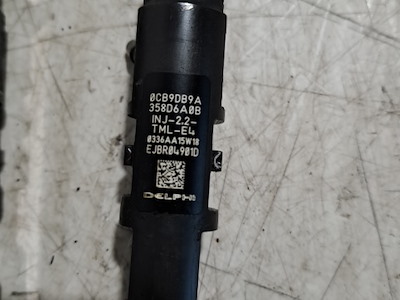 0CB9DB9A
358D6A0B
INJ-2.2-
TML-E4
0336AA15W18
EJBR04901D
DELPHI